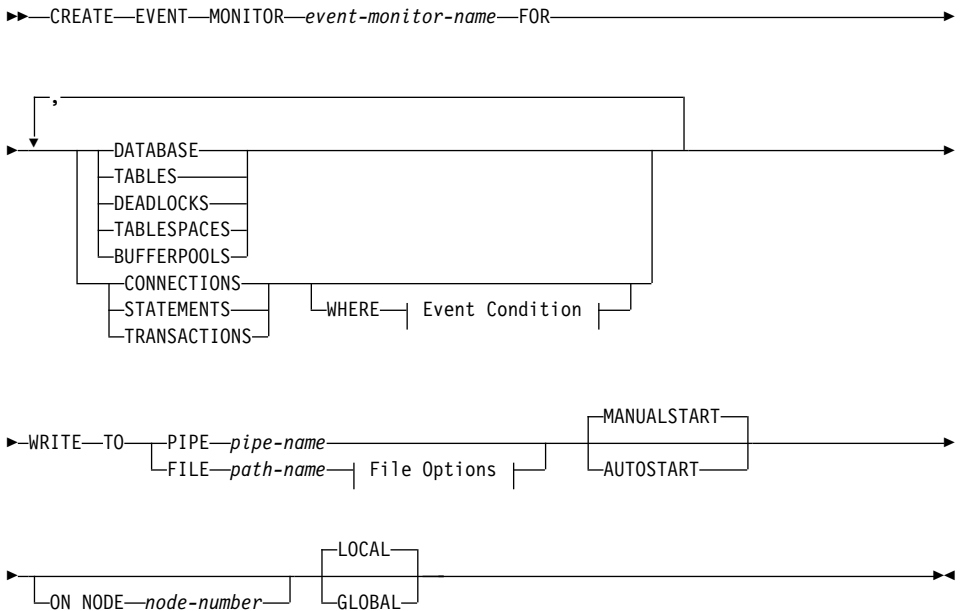 CREATE EVENT MONITOR event-monitor-name FOR
,
DATABASE
TABLES
DEADLOCKS
TABLESPACES
BUFFERPOOLS
CONNECTIONS
STATEMENTS WHERE Event Condition
TRANSACTIONS
MANUALSTART
WRITE TO PIPE pipe-name
FILE path-name File Options AUTOSTART
LOCAL
ON NODE node-number GLOBAL